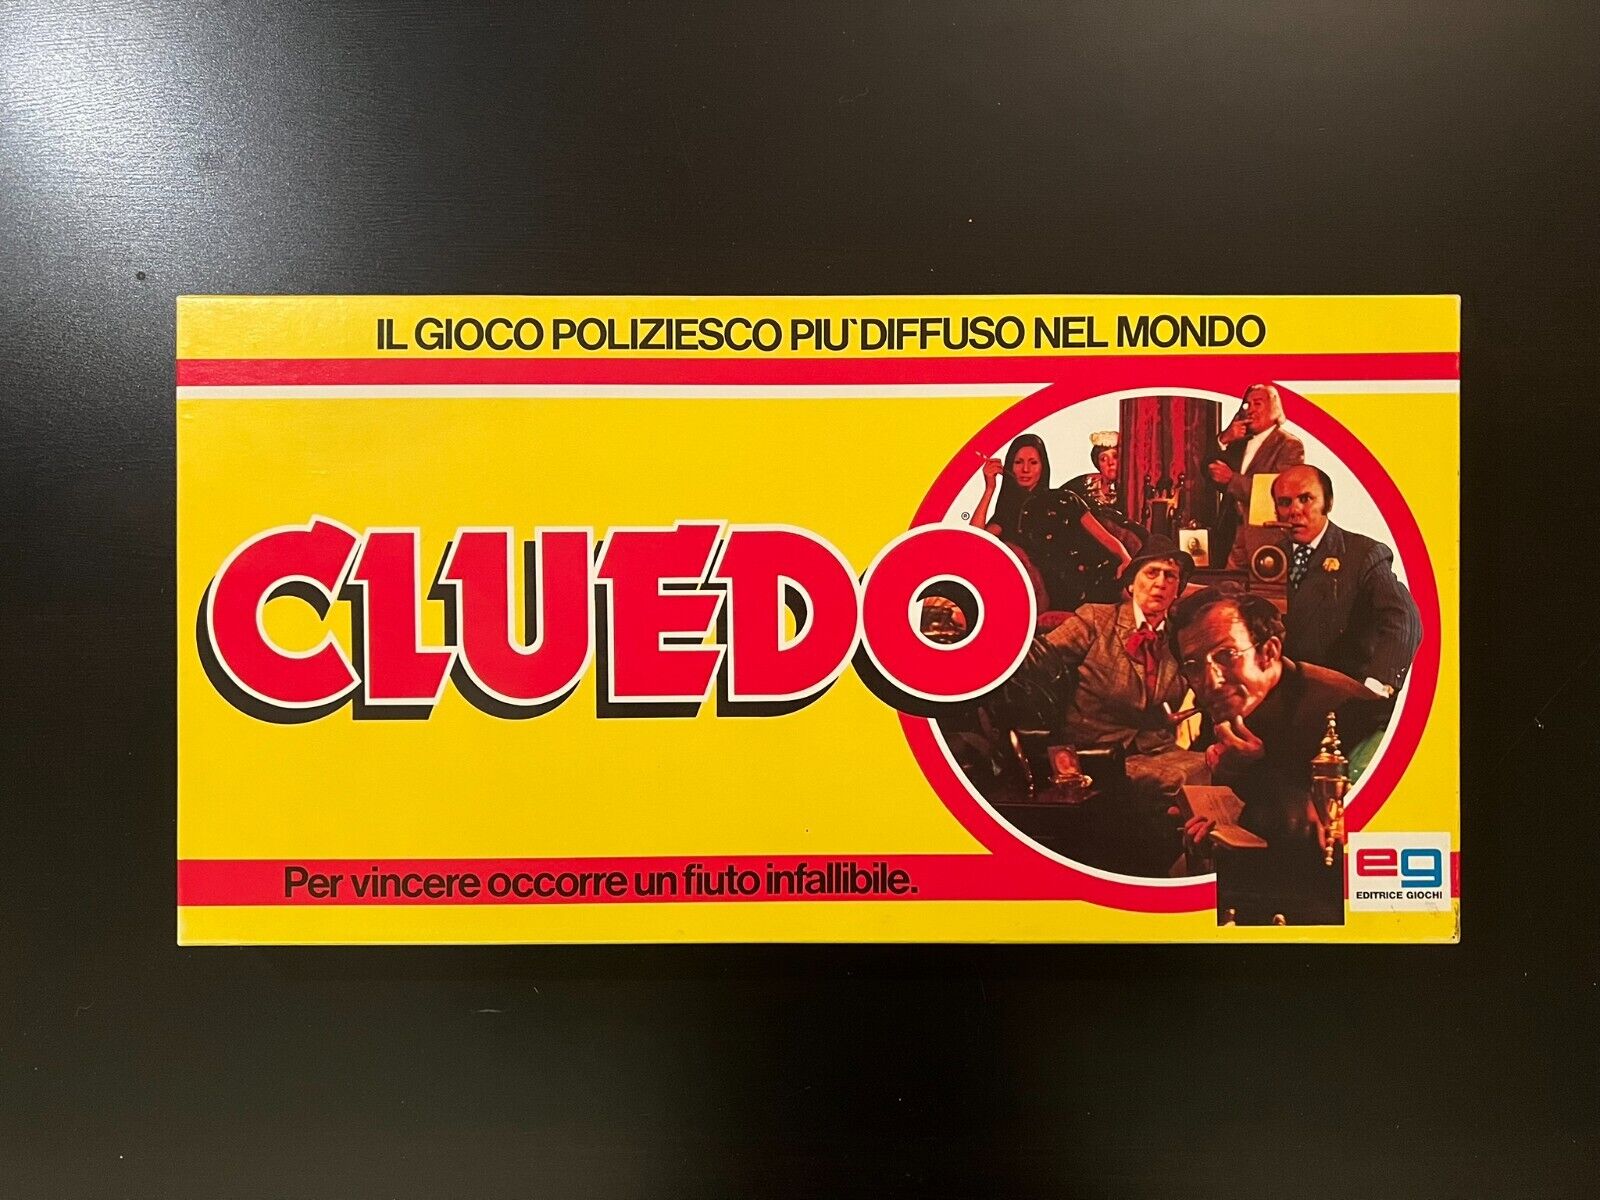 IL GIOCO POLIZIESCO PIU` DIFFUSO NEL MONDO
CLUEDO®
Per vincere occorre un fiuto infallibile.
eg
EDITRICE GIOCHI